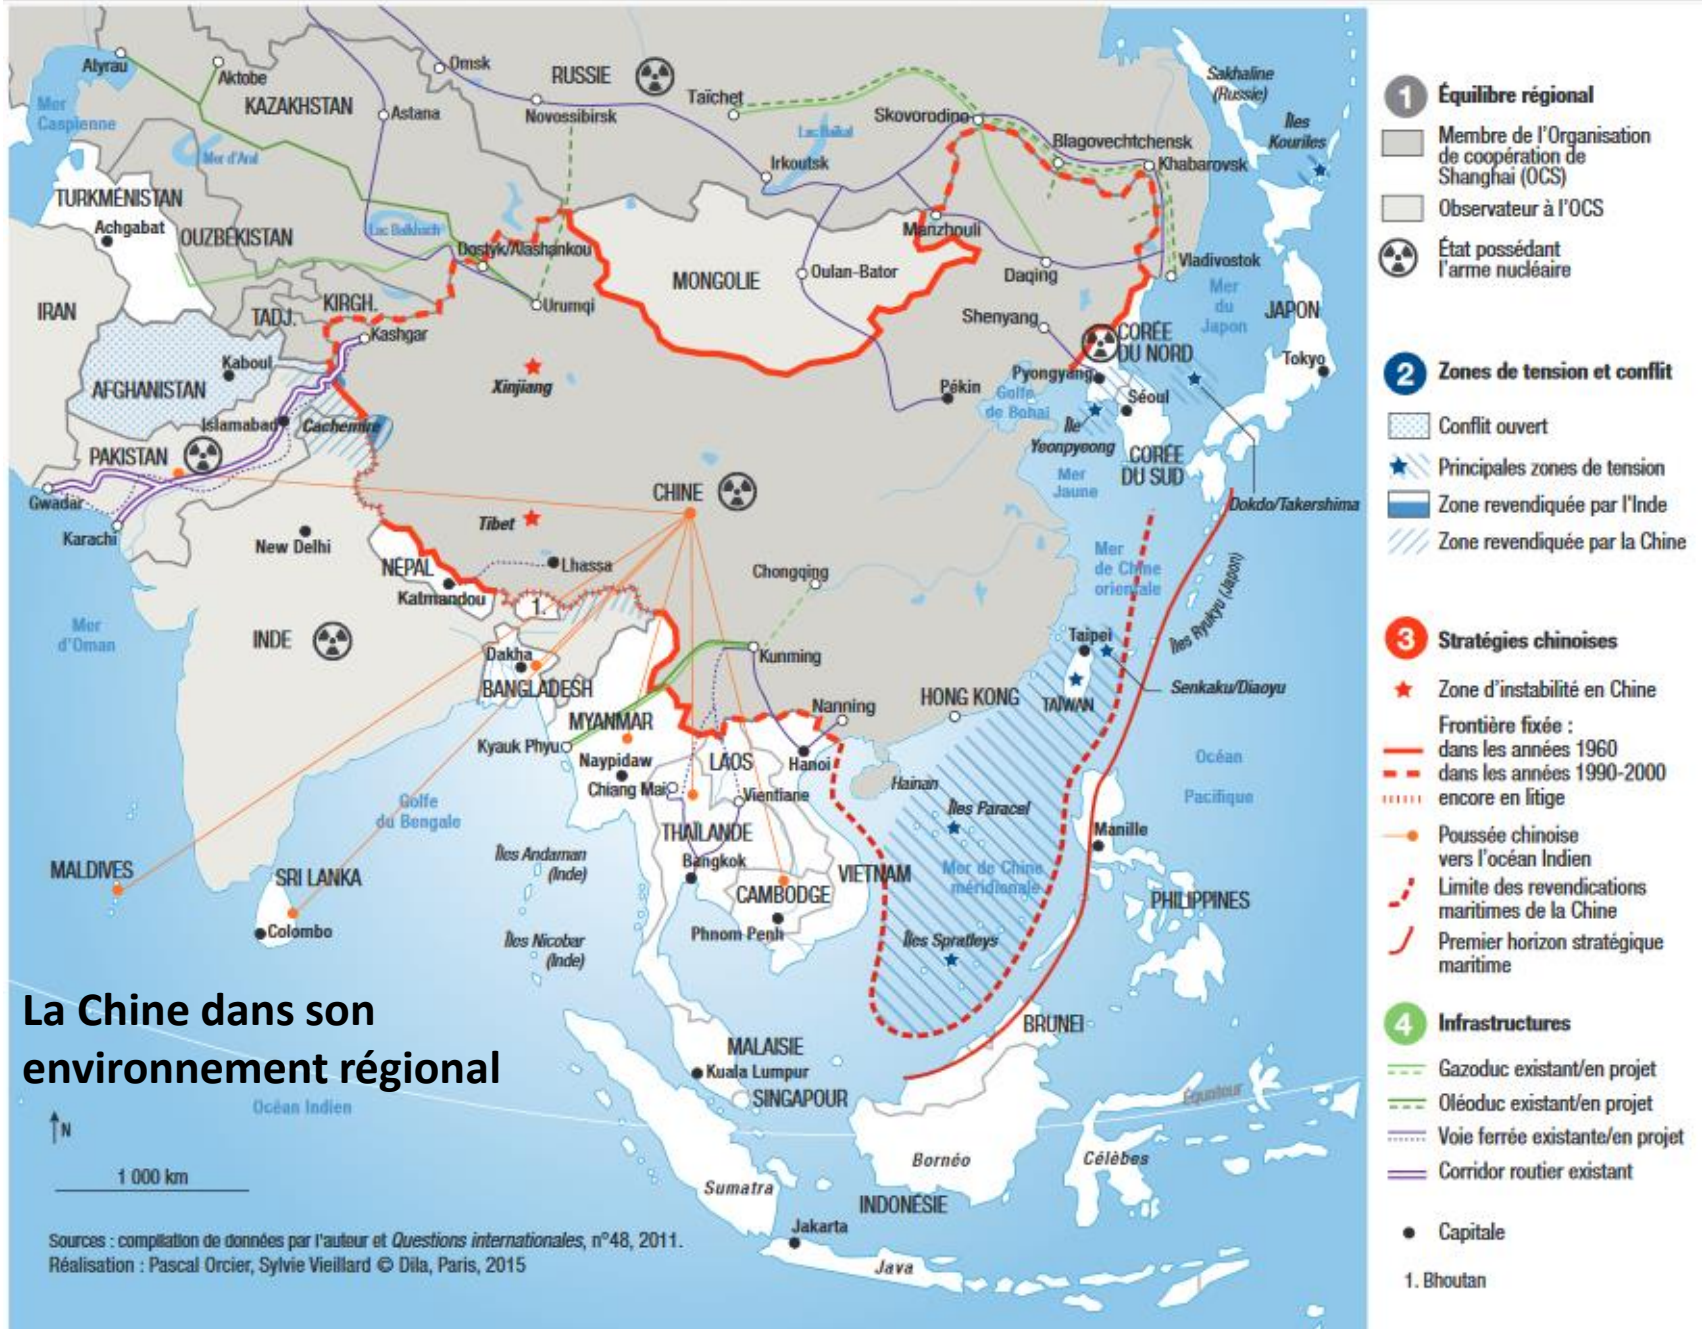 Atyrau
Aktobe
Omsk
RUSSIE
KAZAKHSTAN
Astana
Novossibirsk
Taïchet
Skovorodino
Sakhaline
(Russie)
Îles
Kouriles
Mer
Caspienne
Mer d'Aral
Lac Baïkal
Irkoutsk
Blagovechtchensk
Khabarovsk
TURKMÉNISTAN
Achgabat
OUZBÉKISTAN
Lac Balkhach
Dostyk/Alashankou
MONGOLIE
Oulan-Bator
Manzhouli
Daqing
Vladivostok
IRAN
TADJ.
KIRGH.
Kashgar
Urumqi
Shenyang
Mer
du
Japon
JAPON
Tokyo
CORÉE
DU NORD
Kaboul
AFGHANISTAN
Xinjiang
Pékin
Golfe
de Bohai
Pyongyang
Séoul
Île
Yeonpyeong
CORÉE
DU SUD
Islamabad
Cachemire
PAKISTAN
Gwadar
Karachi
CHINE
Mer
Jaune
Dokdo/Takershima
New Delhi
Tibet
Lhassa
NÉPAL
Katmandou
Chongqing
Mer
de Chine
orientale
Îles Ryukyu (Japon)
Mer
d'Oman
INDE
1.
Dakha
BANGLADESH
Kunming
Taipei
TAÏWAN
Senkaku/Diaoyu
MYANMAR
Kyauk Phyu
Naypidaw
Chiang Mai
LAOS
Hanoi
Nanning
HONG KONG
Hainan
Vientiane
Océan
Pacifique
Golfe
du Bengale
THAÏLANDE
Bangkok
Îles Paracel
Manille
MALDIVES
SRI LANKA
Colombo
Îles Andaman
(Inde)
CAMBODGE
Phnom Penh
VIETNAM
Mer de Chine
méridionale
PHILIPPINES
Îles Nicobar
(Inde)
Îles Spratleys
La Chine dans son
environnement régional
BRUNEI
MALAISIE
Kuala Lumpur
SINGAPOUR
Océan Indien
Équateur
N
1 000 km
Bornéo
Célèbes
Sumatra
INDONÉSIE
Jakarta
Java
Sources : compilation de données par l'auteur et Questions internationales, n°48, 2011.
Réalisation : Pascal Orcier, Sylvie Vieillard © Dila, Paris, 2015
1 Équilibre régional
Membre de l'Organisation
de coopération de
Shanghai (OCS)
Observateur à l'OCS
État possédant
l'arme nucléaire
2 Zones de tension et conflit
Conflit ouvert
Principales zones de tension
Zone revendiquée par l'Inde
Zone revendiquée par la Chine
3 Stratégies chinoises
Zone d'instabilité en Chine
Frontière fixée :
dans les années 1960
dans les années 1990-2000
encore en litige
Poussée chinoise
vers l'océan Indien
Limite des revendications
maritimes de la Chine
Premier horizon stratégique
maritime
4 Infrastructures
Gazoduc existant/en projet
Oléoduc existant/en projet
Voie ferrée existante/en projet
Corridor routier existant
Capitale
1. Bhoutan